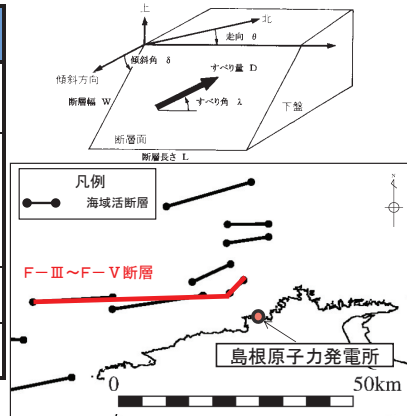 上
北
走向 θ
傾斜角 δ
傾斜方向
すべり量 D
断層幅 W
すべり角 λ
下盤
断層面
断層長さ L
凡例
海域活断層
N
F－Ⅲ～F－Ⅴ断層
島根原子力発電所
0
50km